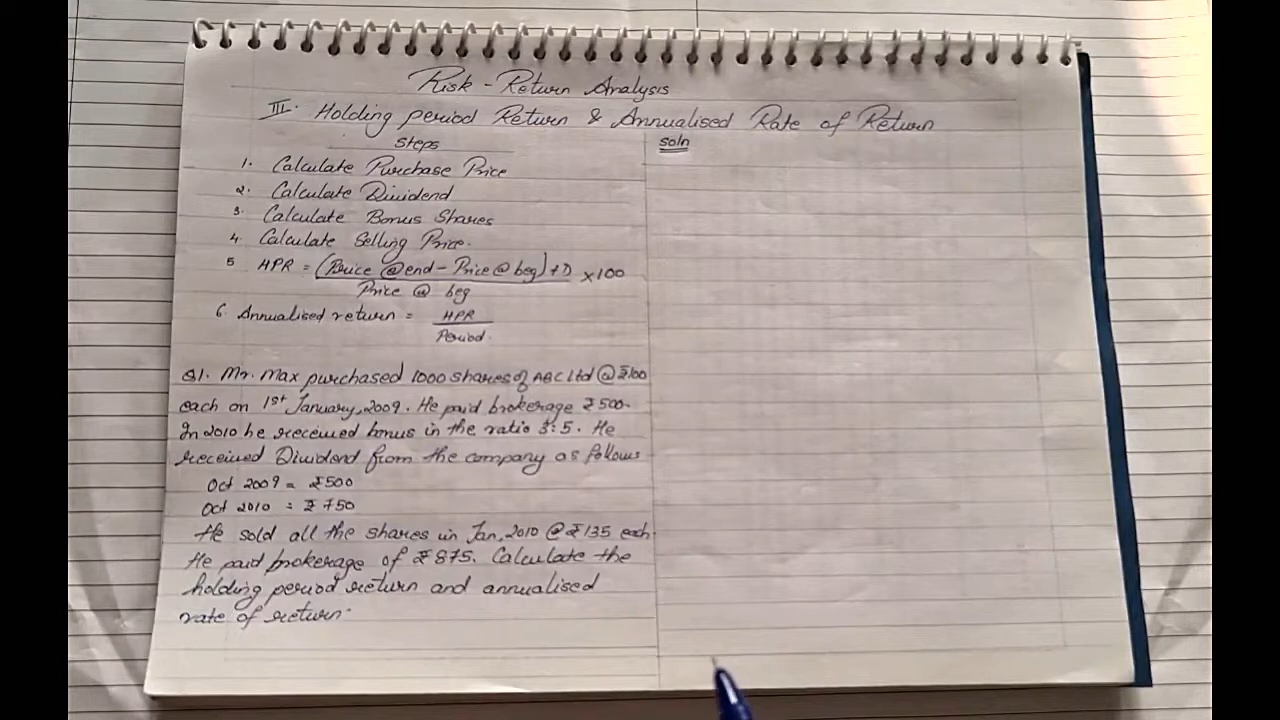 Risk - Return Analysis
III. Holding period Return & Annualised Rate of Return
Steps
1. Calculate Purchase Price
2. Calculate Dividend
3. Calculate Bonus Shares
4. Calculate Selling Price.
5 HPR = (Price @ end - Price @ beg) + D x 100
Price @ beg
6. Annualised return = HPR
Period.
Q1. Mr. Max purchased 1000 shares of ABC Ltd @ ₹100
each on 1st January, 2009. He paid brokerage ₹500.
In 2010 he received bonus in the ratio 3:5. He
received Dividend from the company as follows
Oct 2009 = ₹500
Oct 2010 = ₹750
He sold all the shares in Jan, 2010 @ ₹135 each.
He paid brokerage of ₹875. Calculate the
holding period return and annualised
rate of return.
Soln